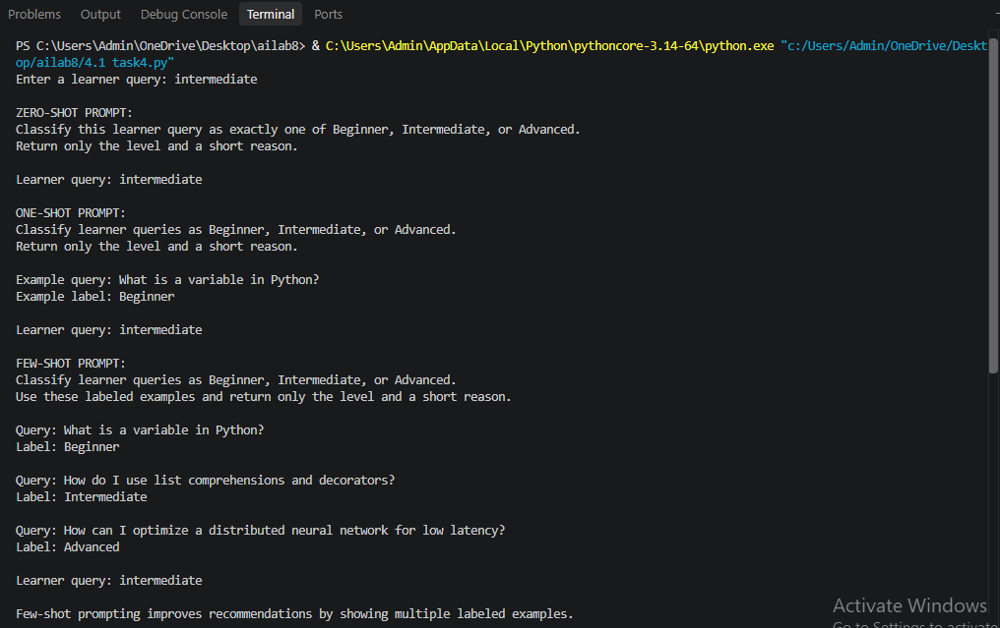 Problems Output Debug Console Terminal Ports
PS C:\Users\Admin\OneDrive\Desktop\ailab8> & C:\Users\Admin\AppData\Local\Python\pythoncore-3.14-64\python.exe "c:/Users/Admin/OneDrive/Deskt
op/ailab8/4.1 task4.py"
Enter a learner query: intermediate
ZERO-SHOT PROMPT:
Classify this learner query as exactly one of Beginner, Intermediate, or Advanced.
Return only the level and a short reason.
Learner query: intermediate
ONE-SHOT PROMPT:
Classify learner queries as Beginner, Intermediate, or Advanced.
Return only the level and a short reason.
Example query: What is a variable in Python?
Example label: Beginner
Learner query: intermediate
FEW-SHOT PROMPT:
Classify learner queries as Beginner, Intermediate, or Advanced.
Use these labeled examples and return only the level and a short reason.
Query: What is a variable in Python?
Label: Beginner
Query: How do I use list comprehensions and decorators?
Label: Intermediate
Query: How can I optimize a distributed neural network for low latency?
Label: Advanced
Learner query: intermediate
Few-shot prompting improves recommendations by showing multiple labeled examples.
Activate Windows
Go to Settings to activate